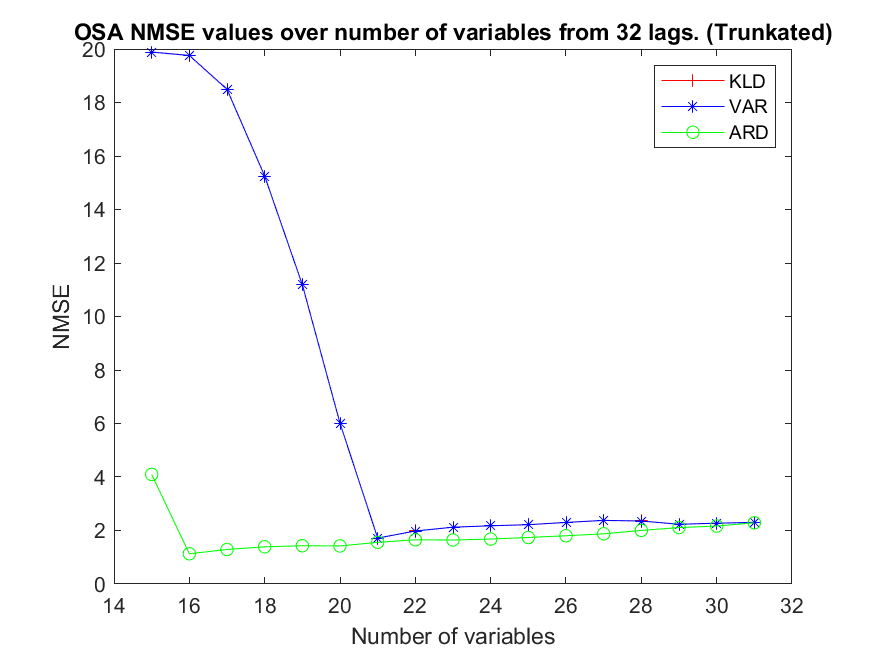 OSA NMSE values over number of variables from 32 lags. (Trunkated)
20
18
16
14
12
10
8
6
4
2
0
NMSE
KLD
VAR
ARD
14 16 18 20 22 24 26 28 30 32
Number of variables